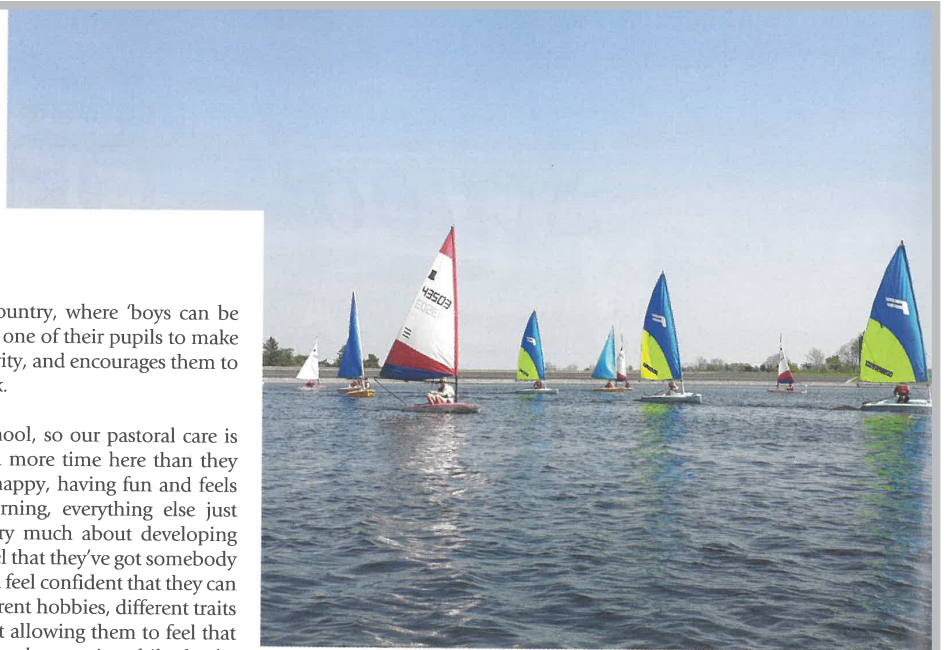 ountry, where ‘boys can be
one of their pupils to make
ity, and encourages them to
hool, so our pastoral care is
more time here than they
happy, having fun and feels
rning, everything else just
ry much about developing
el that they’ve got somebody
feel confident that they can
rent hobbies, different traits
t allowing them to feel that
43503
F
F
F